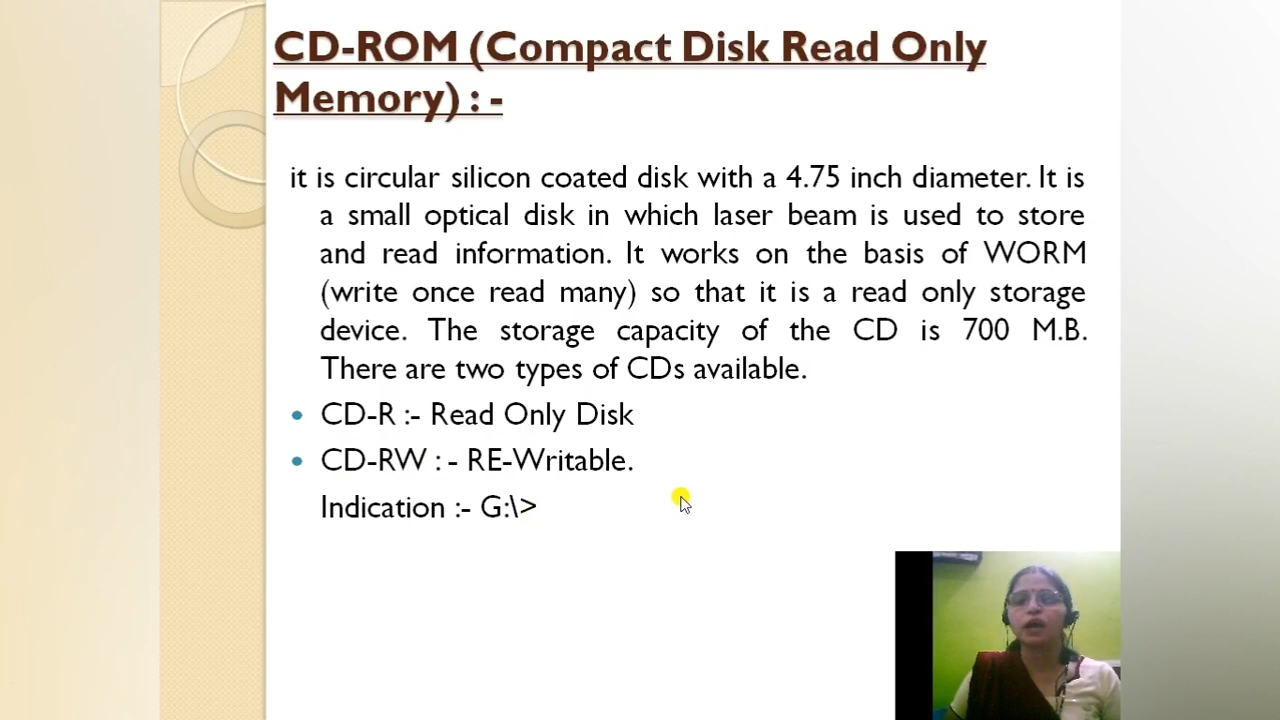 CD-ROM (Compact Disk Read Only
Memory) : -
it is circular silicon coated disk with a 4.75 inch diameter. It is
a small optical disk in which laser beam is used to store
and read information. It works on the basis of WORM
(write once read many) so that it is a read only storage
device. The storage capacity of the CD is 700 M.B.
There are two types of CDs available.
• CD-R :- Read Only Disk
• CD-RW : - RE-Writable.
Indication :- G:\>